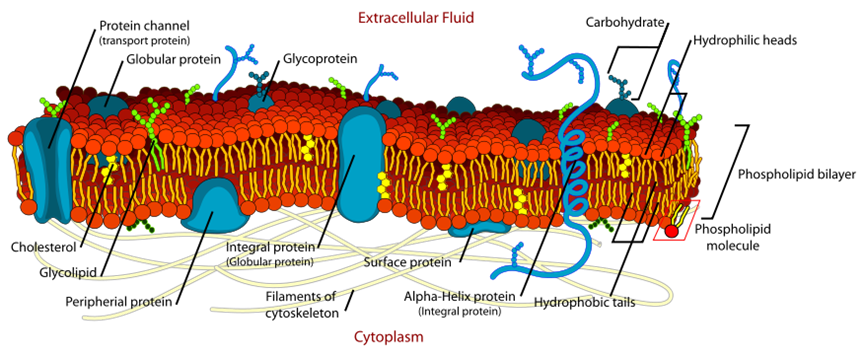 Extracellular Fluid
Protein channel
(transport protein)
Globular protein
Glycoprotein
Carbohydrate
Hydrophilic heads
Phospholipid bilayer
Phospholipid
molecule
Cholesterol
Glycolipid
Peripherial protein
Integral protein
(Globular protein)
Filaments of
cytoskeleton
Surface protein
Alpha-Helix protein
(Integral protein)
Hydrophobic tails
Cytoplasm